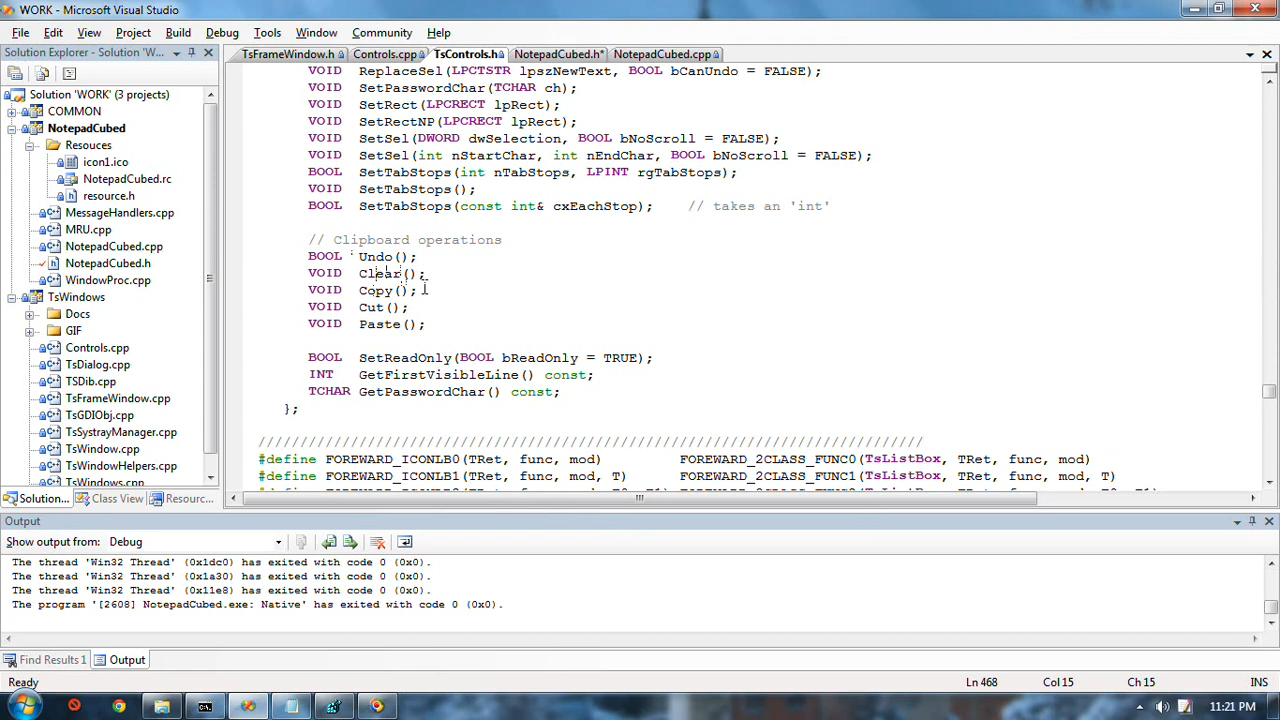 WORK - Microsoft Visual Studio
File Edit View Project Build Debug Tools Window Community Help
Solution Explorer - Solution 'W...
TsFrameWindow.h Controls.cpp TsControls.h NotepadCubed.h* NotepadCubed.cpp
Solution 'WORK' (3 projects)
COMMON
NotepadCubed
Resouces
icon1.ico
NotepadCubed.rc
resource.h
MessageHandlers.cpp
MRU.cpp
NotepadCubed.cpp
NotepadCubed.h
WindowProc.cpp
TsWindows
Docs
GIF
Controls.cpp
TsDialog.cpp
TSDib.cpp
TsFrameWindow.cpp
TsGDIObj.cpp
TsSystrayManager.cpp
TsWindow.cpp
TsWindowHelpers.cpp
TsWindows.cpp
Solution... Class View Resourc...
VOID ReplaceSel(LPCTSTR lpszNewText, BOOL bCanUndo = FALSE);
VOID SetPasswordChar(TCHAR ch);
VOID SetRect(LPCRECT lpRect);
VOID SetRectNP(LPCRECT lpRect);
VOID SetSel(DWORD dwSelection, BOOL bNoScroll = FALSE);
VOID SetSel(int nStartChar, int nEndChar, BOOL bNoScroll = FALSE);
BOOL SetTabStops(int nTabStops, LPINT rgTabStops);
VOID SetTabStops();
BOOL SetTabStops(const int& cxEachStop); // takes an 'int'
// Clipboard operations
BOOL Undo();
VOID Clear();
VOID Copy();
VOID Cut();
VOID Paste();
BOOL SetReadOnly(BOOL bReadOnly = TRUE);
INT GetFirstVisibleLine() const;
TCHAR GetPasswordChar() const;
};
///////////////////////////////////////////////////////////////////////////////
#define FOREWARD_ICONLB0(TRet, func, mod) FOREWARD_2CLASS_FUNC0(TsListBox, TRet, func, mod)
#define FOREWARD_ICONLB1(TRet, func, mod, T) FOREWARD_2CLASS_FUNC1(TsListBox, TRet, func, mod, T)
Output
Show output from: Debug
The thread 'Win32 Thread' (0x1dc0) has exited with code 0 (0x0).
The thread 'Win32 Thread' (0x1a30) has exited with code 0 (0x0).
The thread 'Win32 Thread' (0x11e8) has exited with code 0 (0x0).
The program '[2608] NotepadCubed.exe: Native' has exited with code 0 (0x0).
Find Results 1 Output
Ready Ln 468 Col 15 Ch 15 INS
11:21 PM